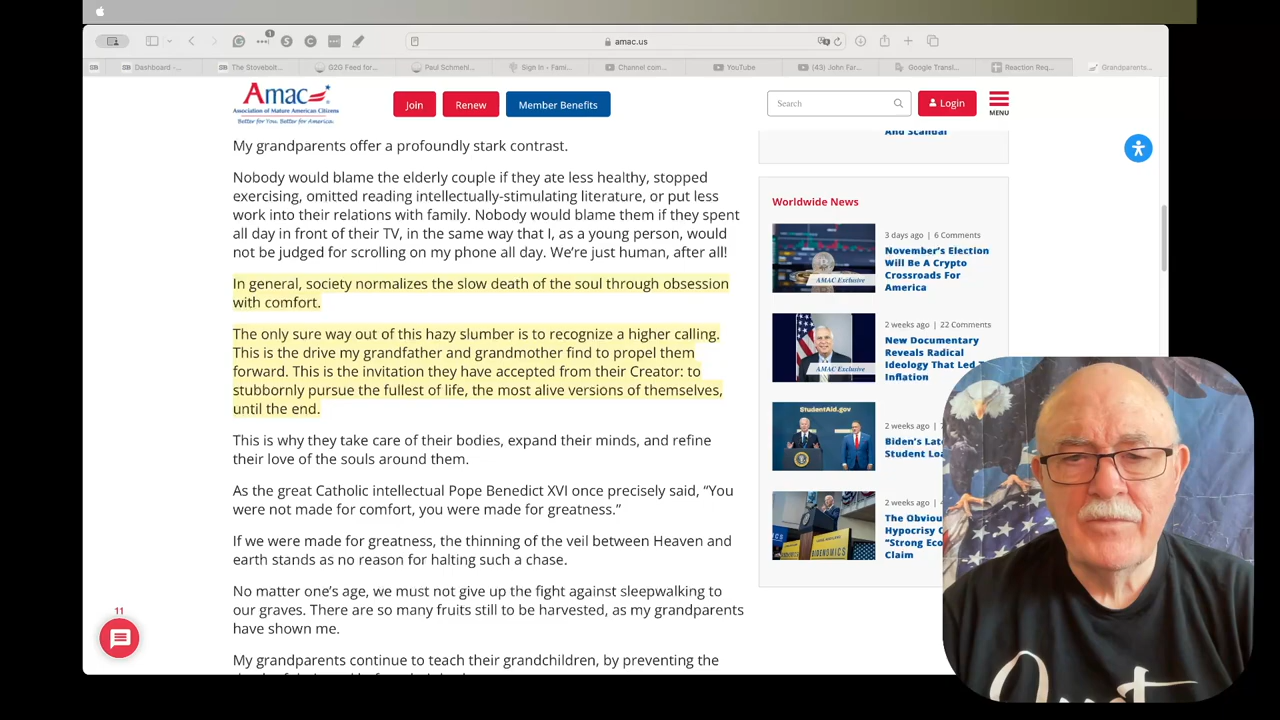 amac.us
SB
Dashboard -...
SB
The Stovebolt...
G2G Feed for...
Paul Schmehl...
Sign in - Fami...
Channel con...
YouTube
(43) John Far...
Google Transl...
Reaction Req...
Grandparents...
Amac
Association of Mature American Citizens
Better for You. Better for America.
Join
Renew
Member Benefits
Search
Login
MENU
And Scandal
My grandparents offer a profoundly stark contrast.
Nobody would blame the elderly couple if they ate less healthy, stopped
exercising, omitted reading intellectually-stimulating literature, or put less
work into their relations with family. Nobody would blame them if they spent
all day in front of their TV, in the same way that I, as a young person, would
not be judged for scrolling on my phone all day. We’re just human, after all!
In general, society normalizes the slow death of the soul through obsession
with comfort.
The only sure way out of this hazy slumber is to recognize a higher calling.
This is the drive my grandfather and grandmother find to propel them
forward. This is the invitation they have accepted from their Creator: to
stubbornly pursue the fullest of life, the most alive versions of themselves,
until the end.
This is why they take care of their bodies, expand their minds, and refine
their love of the souls around them.
As the great Catholic intellectual Pope Benedict XVI once precisely said, “You
were not made for comfort, you were made for greatness.”
If we were made for greatness, the thinning of the veil between Heaven and
earth stands as no reason for halting such a chase.
No matter one’s age, we must not give up the fight against sleepwalking to
our graves. There are so many fruits still to be harvested, as my grandparents
have shown me.
My grandparents continue to teach their grandchildren, by preventing the
Worldwide News
3 days ago | 6 Comments
November’s Election
Will Be A Crypto
Crossroads For
America
AMAC Exclusive
2 weeks ago | 22 Comments
New Documentary
Reveals Radical
Ideology That Led
Inflation
AMAC Exclusive
StudentAid.gov
2 weeks ago | 7
Biden’s Lat
Student Loa
2 weeks ago |
The Obvio
Hypocrisy
“Strong Eco
Claim
BIDENOMICS
11